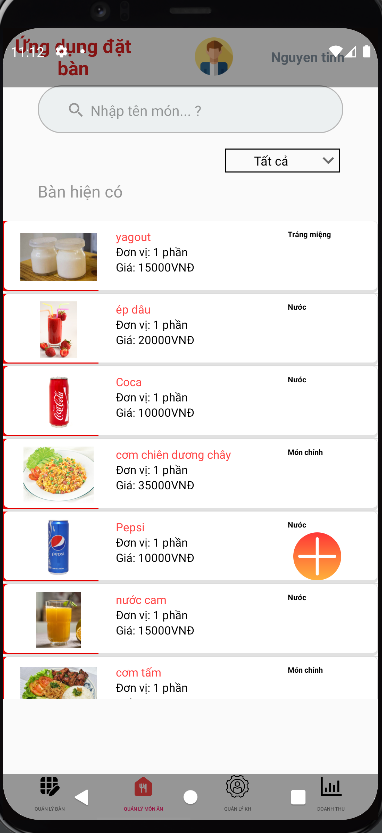 Ứng dụng đặt
bàn
11:12
Nguyen tinh
Nhập tên món... ?
Tất cả
Bàn hiện có
yagout
Tráng miệng
Đơn vị: 1 phần
Giá: 15000VNĐ
ép dâu
Nước
Đơn vị: 1 phần
Giá: 20000VNĐ
Coca
Nước
Đơn vị: 1 phần
Giá: 10000VNĐ
cơm chiên dương chây
Món chính
Đơn vị: 1 phần
Giá: 35000VNĐ
Pepsi
Nước
Đơn vị: 1 phần
Giá: 10000VNĐ
nước cam
Nước
Đơn vị: 1 phần
Giá: 15000VNĐ
cơm tấm
Món chính
Đơn vị: 1 phần
QUẢN LÝ BÀN
QUẢN LÝ MÓN ĂN
QUẢN LÝ KH
DOANH THU